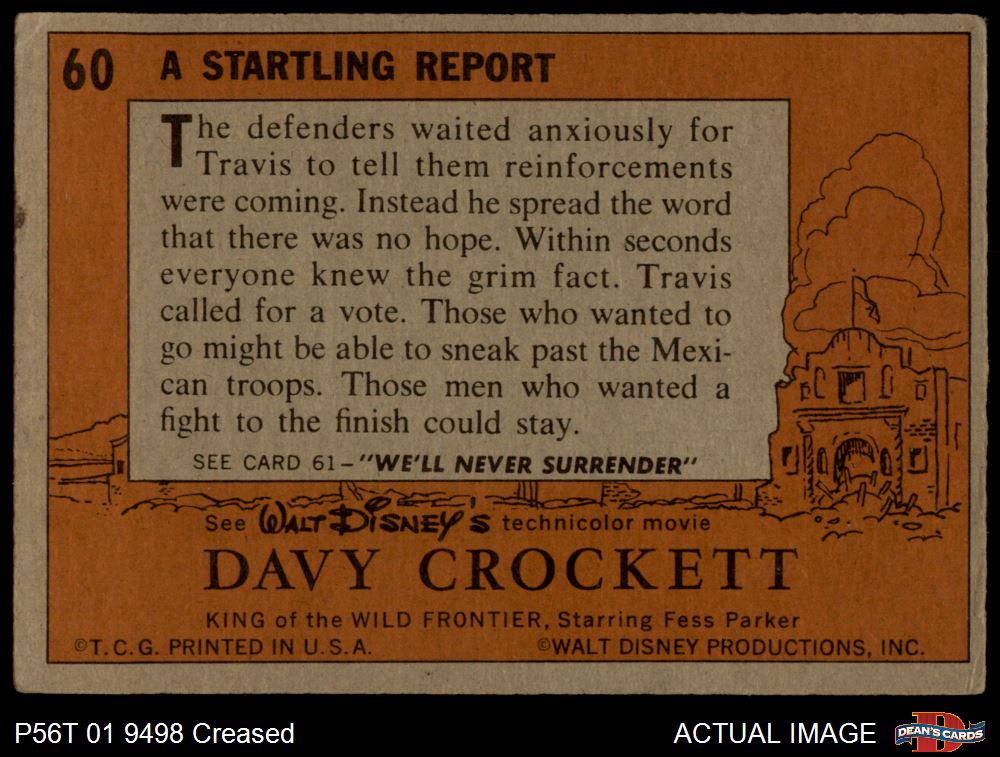 60 A STARTLING REPORT
The defenders waited anxiously for
Travis to tell them reinforcements
were coming. Instead he spread the word
that there was no hope. Within seconds
everyone knew the grim fact. Travis
called for a vote. Those who wanted to
go might be able to sneak past the Mexi-
can troops. Those men who wanted a
fight to the finish could stay.
SEE CARD 61-"WE'LL NEVER SURRENDER"
See WALT DISNEY'S technicolor movie
DAVY CROCKETT
KING of the WILD FRONTIER, Starring Fess Parker
©T.C.G. PRINTED IN U.S.A. ©WALT DISNEY PRODUCTIONS, INC.
P56T 01 9498 Creased ACTUAL IMAGE D DEAN'S CARDS